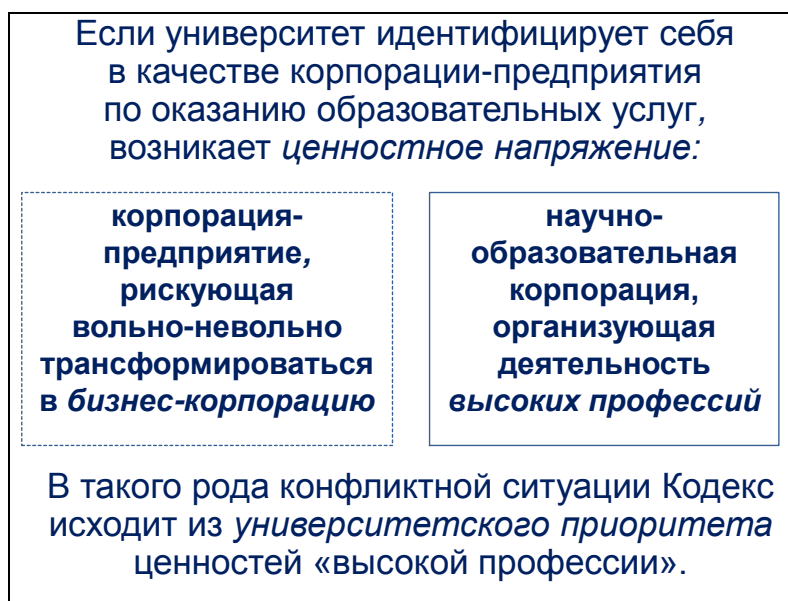 Если университет идентифицирует себя
в качестве корпорации-предприятия
по оказанию образовательных услуг,
возникает ценностное напряжение:
корпорация-
предприятие,
рискующая
вольно-невольно
трансформироваться
в бизнес-корпорацию
научно-
образовательная
корпорация,
организующая
деятельность
высоких профессий
В такого рода конфликтной ситуации Кодекс
исходит из университетского приоритета
ценностей «высокой профессии».